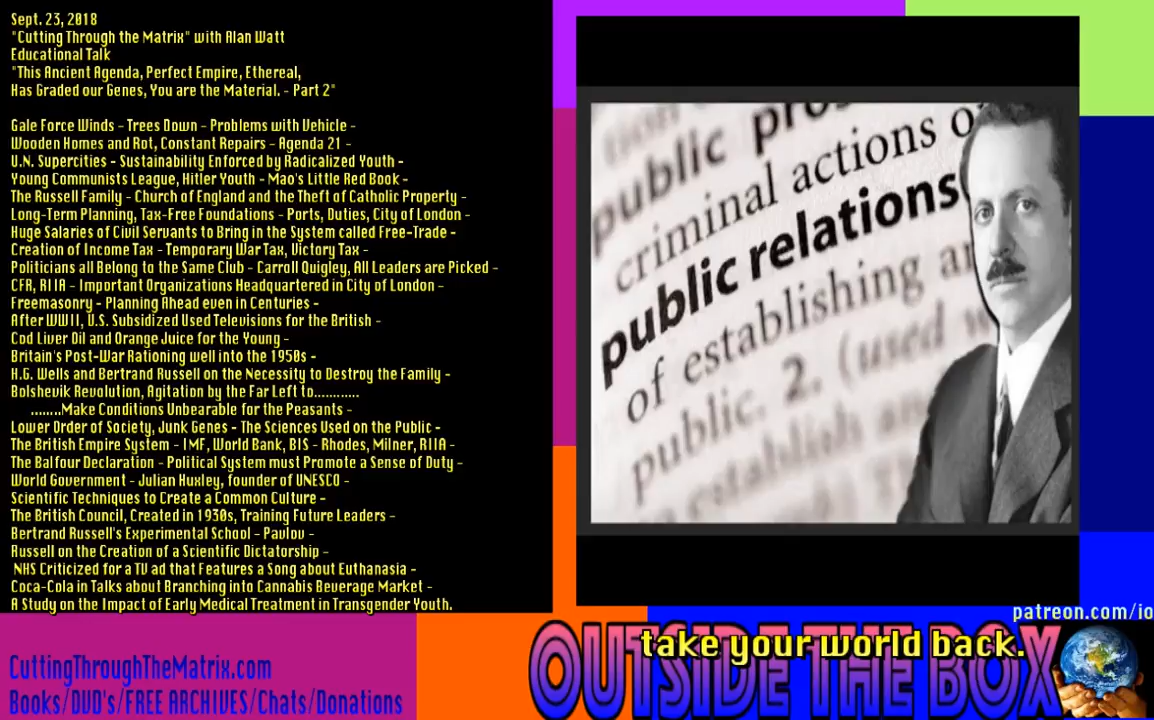 Sept. 23, 2018
"Cutting Through the Matrix" with Alan Watt
Educational Talk
"This Ancient Agenda, Perfect Empire, Ethereal,
Has Graded our Genes, You are the Material. - Part 2"
Gale Force Winds - Trees Down - Problems with Vehicle -
Wooden Homes and Rot, Constant Repairs - Agenda 21 -
U.N. Supercities - Sustainability Enforced by Radicalized Youth -
Young Communists League, Hitler Youth - Mao's Little Red Book -
The Russell Family - Church of England and the Theft of Catholic Property -
Long-Term Planning, Tax-Free Foundations - Ports, Duties, City of London -
Huge Salaries of Civil Servants to Bring in the System called Free-Trade -
Creation of Income Tax - Temporary War Tax, Victory Tax -
Politicians all Belong to the Same Club - Carroll Quigley, All Leaders are Picked -
CFR, RIIA - Important Organizations Headquartered in City of London -
Freemasonry - Planning Ahead even in Centuries -
After WWII, U.S. Subsidized Used Televisions for the British -
Cod Liver Oil and Orange Juice for the Young -
Britain's Post-War Rationing well into the 1950s -
H.G. Wells and Bertrand Russell on the Necessity to Destroy the Family -
Bolshevik Revolution, Agitation by the Far Left to............
........Make Conditions Unbearable for the Peasants -
Lower Order of Society, Junk Genes - The Sciences Used on the Public -
The British Empire System - IMF, World Bank, BIS - Rhodes, Milner, RIIA -
The Balfour Declaration - Political System must Promote a Sense of Duty -
World Government - Julian Huxley, founder of UNESCO -
Scientific Techniques to Create a Common Culture -
The British Council, Created in 1930s, Training Future Leaders -
Bertrand Russell's Experimental School - Pavlov -
Russell on the Creation of a Scientific Dictatorship -
NHS Criticized for a TV ad that Features a Song about Euthanasia -
Coca-Cola in Talks about Branching into Cannabis Beverage Market -
A Study on the Impact of Early Medical Treatment in Transgender Youth.
tion
public pros
criminal actions o
public relations
of establishing an
public. 2. (used w
establish an
patreon.com/io
take your world back.
OUTSIDE THE BOX
CuttingThroughTheMatrix.com
Books/DVD's/FREE ARCHIVES/Chats/Donations